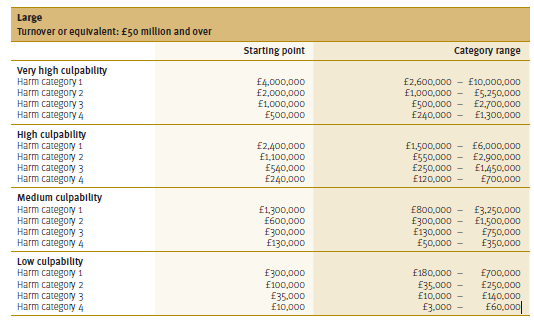 Large
Turnover or equivalent: £50 million and over
Starting point Category range
Very high culpability
Harm category 1 £4,000,000 £2,600,000 – £10,000,000
Harm category 2 £2,000,000 £1,000,000 – £5,250,000
Harm category 3 £1,000,000 £500,000 – £2,700,000
Harm category 4 £500,000 £240,000 – £1,300,000
High culpability
Harm category 1 £2,400,000 £1,500,000 – £6,000,000
Harm category 2 £1,100,000 £550,000 – £2,900,000
Harm category 3 £540,000 £250,000 – £1,450,000
Harm category 4 £240,000 £120,000 – £700,000
Medium culpability
Harm category 1 £1,300,000 £800,000 – £3,250,000
Harm category 2 £600,000 £300,000 – £1,500,000
Harm category 3 £300,000 £130,000 – £750,000
Harm category 4 £130,000 £50,000 – £350,000
Low culpability
Harm category 1 £300,000 £180,000 – £700,000
Harm category 2 £100,000 £35,000 – £250,000
Harm category 3 £35,000 £10,000 – £140,000
Harm category 4 £10,000 £3,000 – £60,000